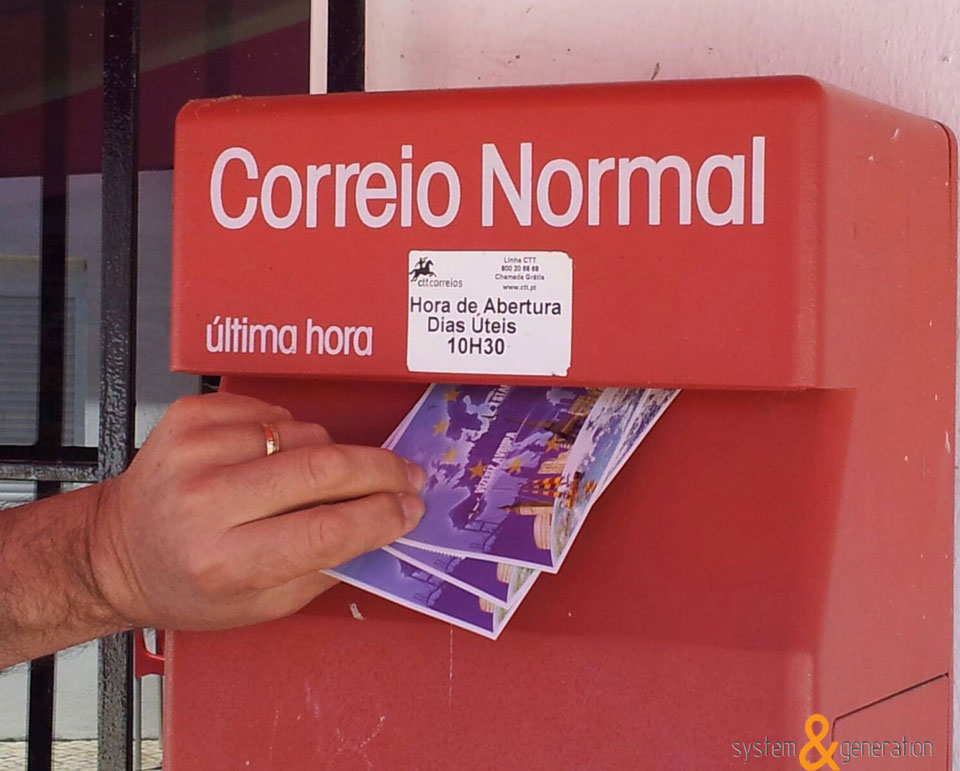 Correio Normal
ctt correios
Linha CTT
800 20 68 68
Chamada Grátis
www.ctt.pt
Hora de Abertura
Dias Úteis
10H30
última hora
system & generation